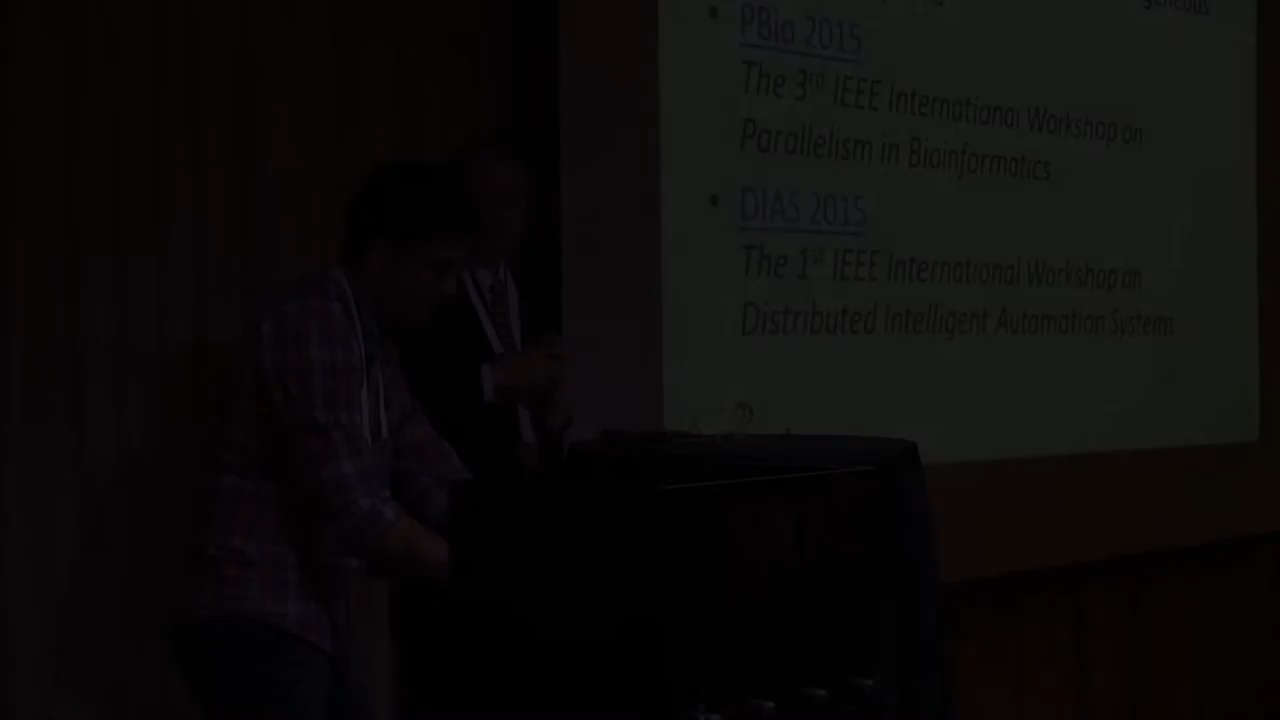 geneous
PBio 2015
The 3rd IEEE International Workshop on
Parallelism in Bioinformatics
DIAS 2015
The 1st IEEE International Workshop on
Distributed Intelligent Automation Systems